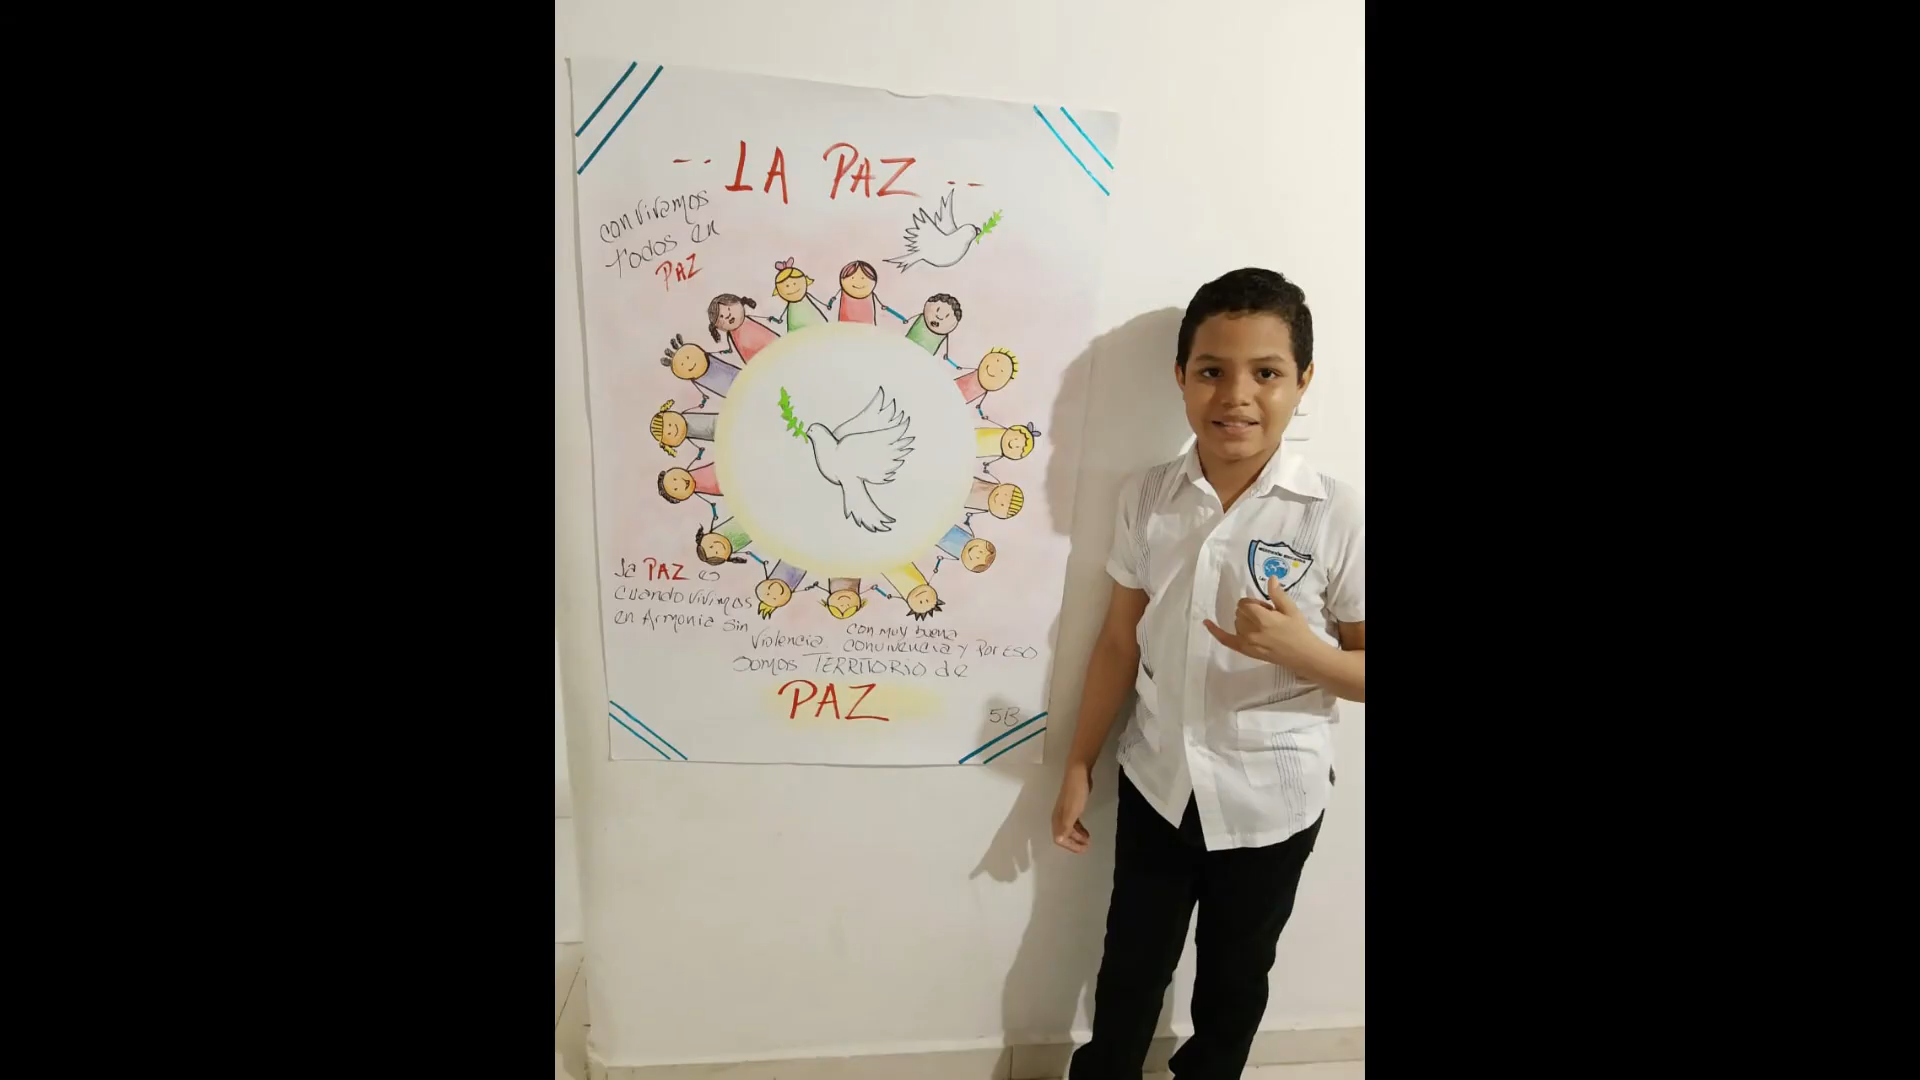 -- LA PAZ --
Convivamos
todos en
PAZ
La PAZ es
cuando vivimos
en Armonia sin
violencia. con muy buena
convivencia y Por ESO
Somos TERRITORIO de
PAZ
5B